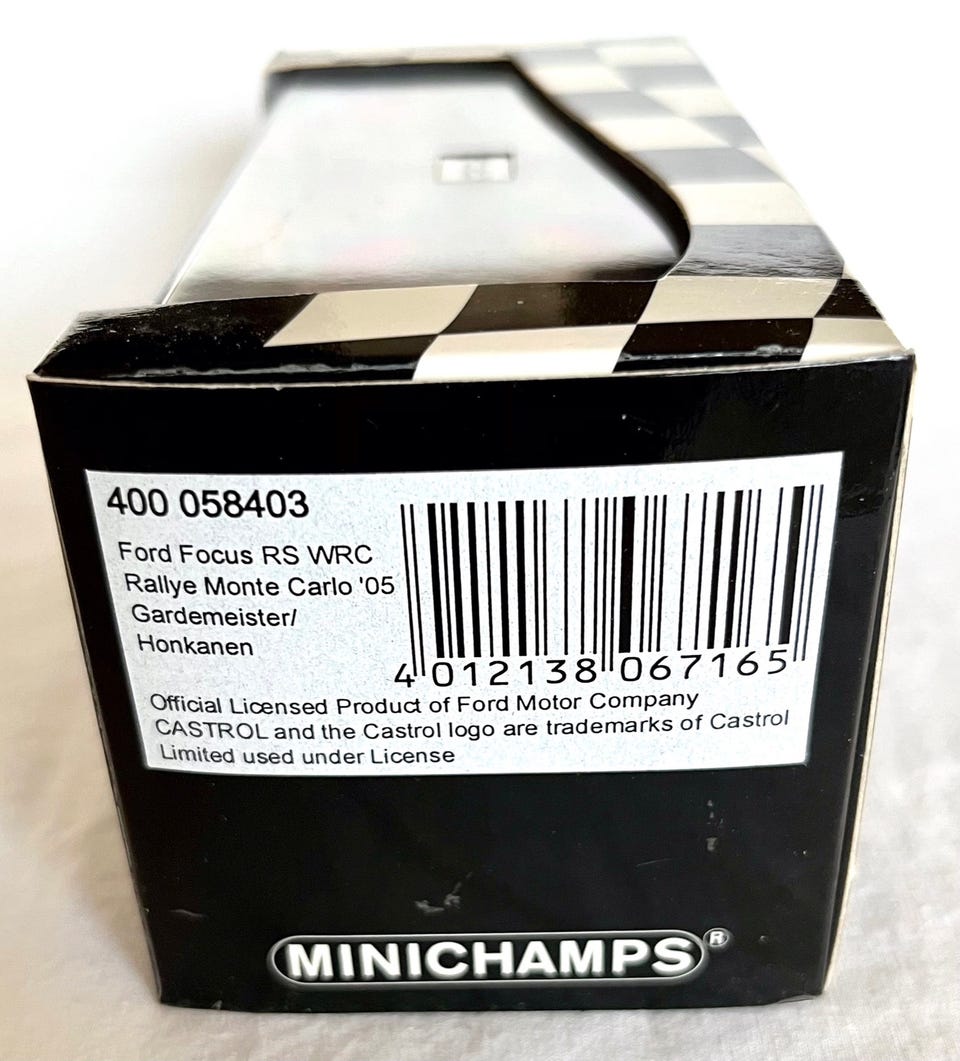 400 058403
Ford Focus RS WRC
Rallye Monte Carlo '05
Gardemeister/
Honkanen
4 012138 067165
Official Licensed Product of Ford Motor Company
CASTROL and the Castrol logo are trademarks of Castrol
Limited used under License
MINICHAMPS®